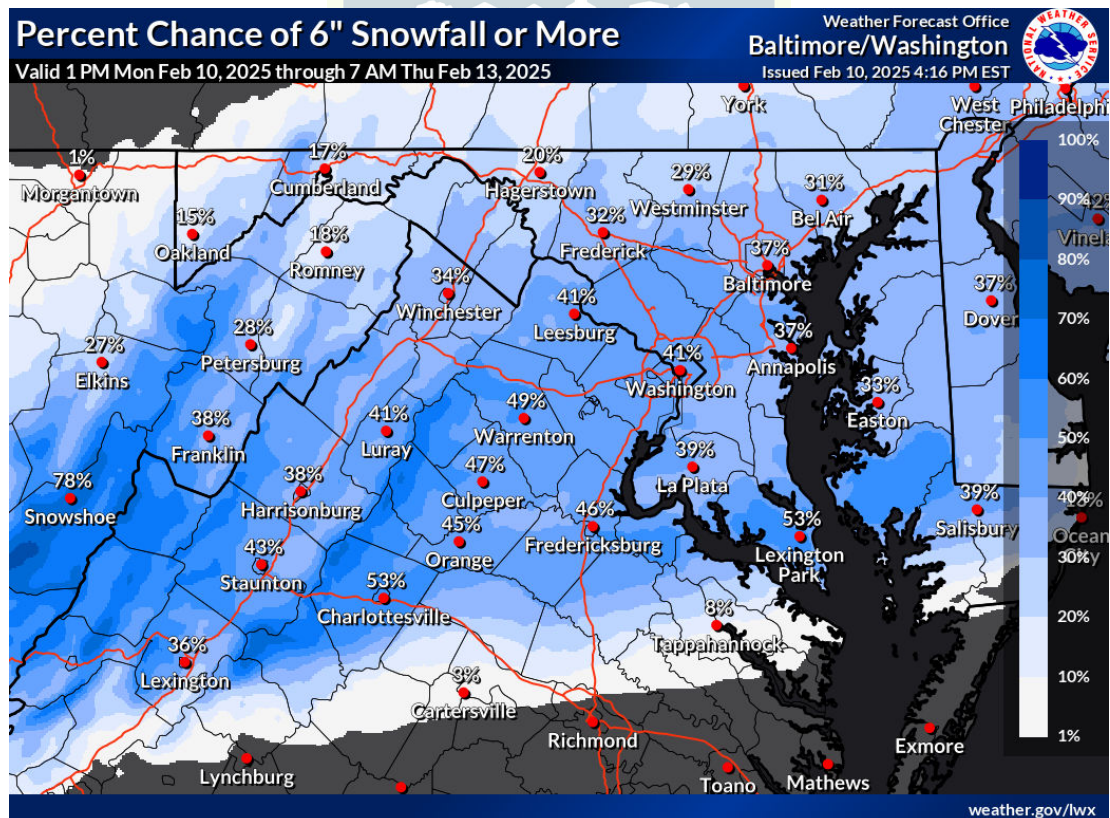 Percent Chance of 6" Snowfall or More
Valid 1 PM Mon Feb 10, 2025 through 7 AM Thu Feb 13, 2025
Weather Forecast Office
Baltimore/Washington
Issued Feb 10, 2025 4:16 PM EST
NATIONAL WEATHER SERVICE
York
West
Chester
Philadelphi
1%
Morgantown
17%
Cumberland
20%
Hagerstown
29%
Westminster
31%
Bel Air
15%
Oakland
18%
Romney
32%
Frederick
37%
Baltimore
34%
Winchester
41%
Leesburg
37%
Dover
Vinela
28%
Petersburg
27%
Elkins
41%
Washington
37%
Annapolis
33%
Easton
38%
Franklin
41%
Luray
49%
Warrenton
78%
Snowshoe
38%
Harrisonburg
47%
Culpeper
39%
La Plata
39%
Salisbury
Ocean
45%
Orange
46%
Fredericksburg
53%
Lexington
Park
43%
Staunton
53%
Charlottesville
8%
Tappahannock
36%
Lexington
3%
Cartersville
Richmond
Exmore
Lynchburg
Toano
Mathews
100%
90%
80%
70%
60%
50%
40%
30%
20%
10%
1%
weather.gov/lwx